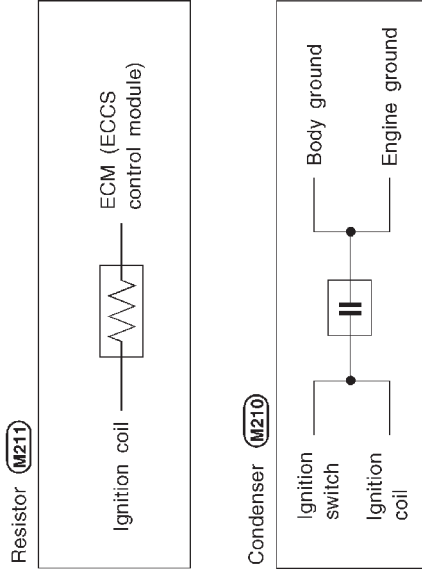 Resistor M211
Ignition coil
ECM (ECCS
control module)
Condenser M210
Ignition
switch
Ignition
coil
Body ground
Engine ground